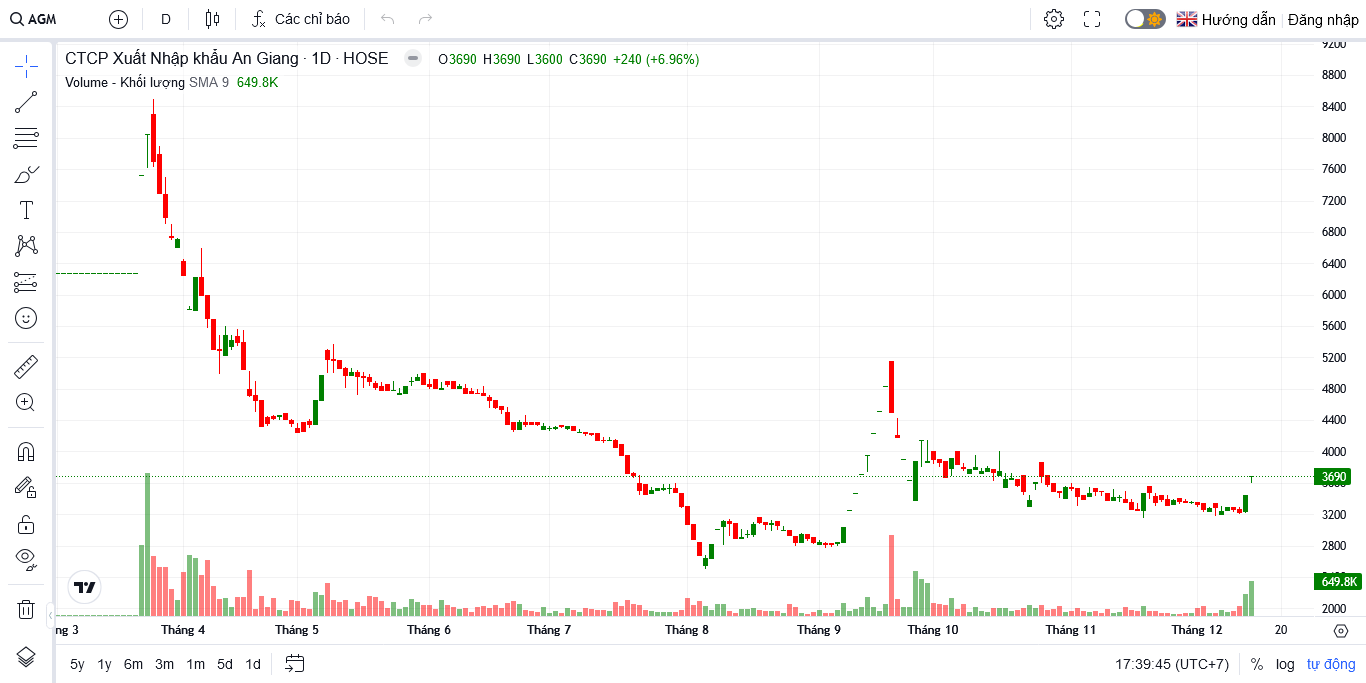 AGM
D
Các chỉ báo
Hướng dẫn
Đăng nhập
CTCP Xuất Nhập khẩu An Giang · 1D · HOSE
O3690 H3690 L3600 C3690 +240 (+6.96%)
Volume - Khối lượng SMA 9 649.8K
9200
8800
8400
8000
7600
7200
6800
6400
6000
5600
5200
4800
4400
4000
3690
3200
2800
649.8K
2000
ng 3
Tháng 4
Tháng 5
Tháng 6
Tháng 7
Tháng 8
Tháng 9
Tháng 10
Tháng 11
Tháng 12
20
5y 1y 6m 3m 1m 5d 1d
17:39:45 (UTC+7)
% log tự động